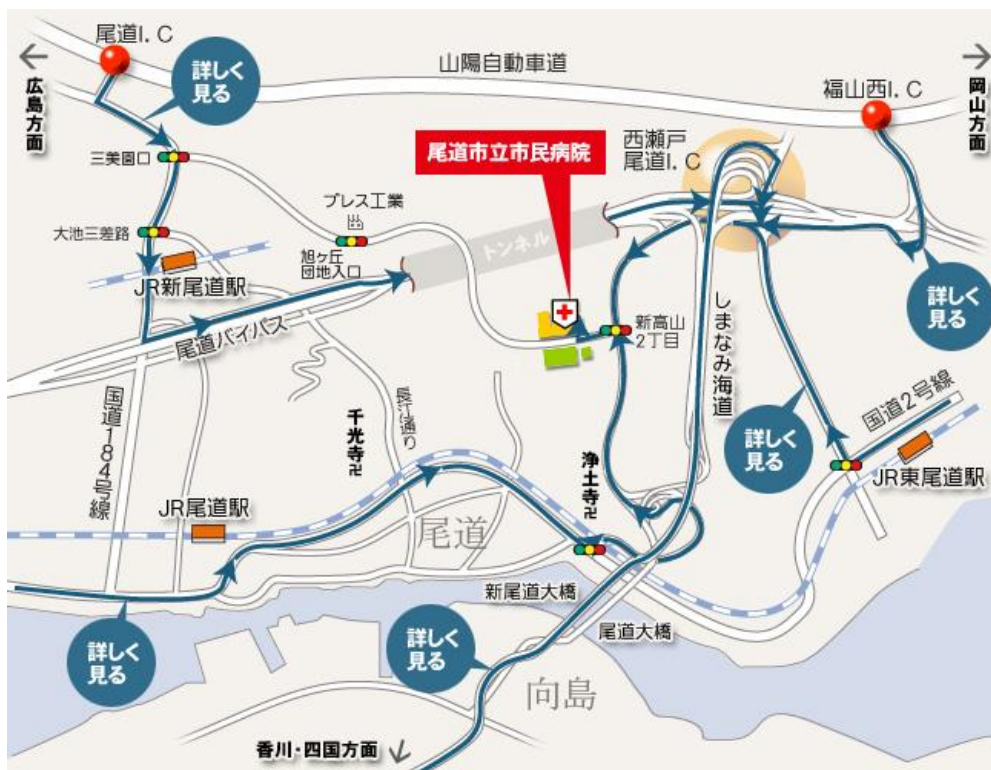 尾道I.C
詳しく
見る
山陽自動車道
福山西I.C
広島方面
岡山方面
尾道市立市民病院
西瀬戸
尾道I.C
三美園口
プレス工業
大池三差路
旭ヶ丘
団地入口
トンネル
JR新尾道駅
尾道バイパス
新高山
2丁目
しまなみ海道
詳しく
見る
国道184号線
千光寺卍
長江通り
浄土寺卍
詳しく
見る
国道2号線
JR東尾道駅
JR尾道駅
尾道
新尾道大橋
尾道大橋
詳しく
見る
詳しく
見る
向島
香川・四国方面